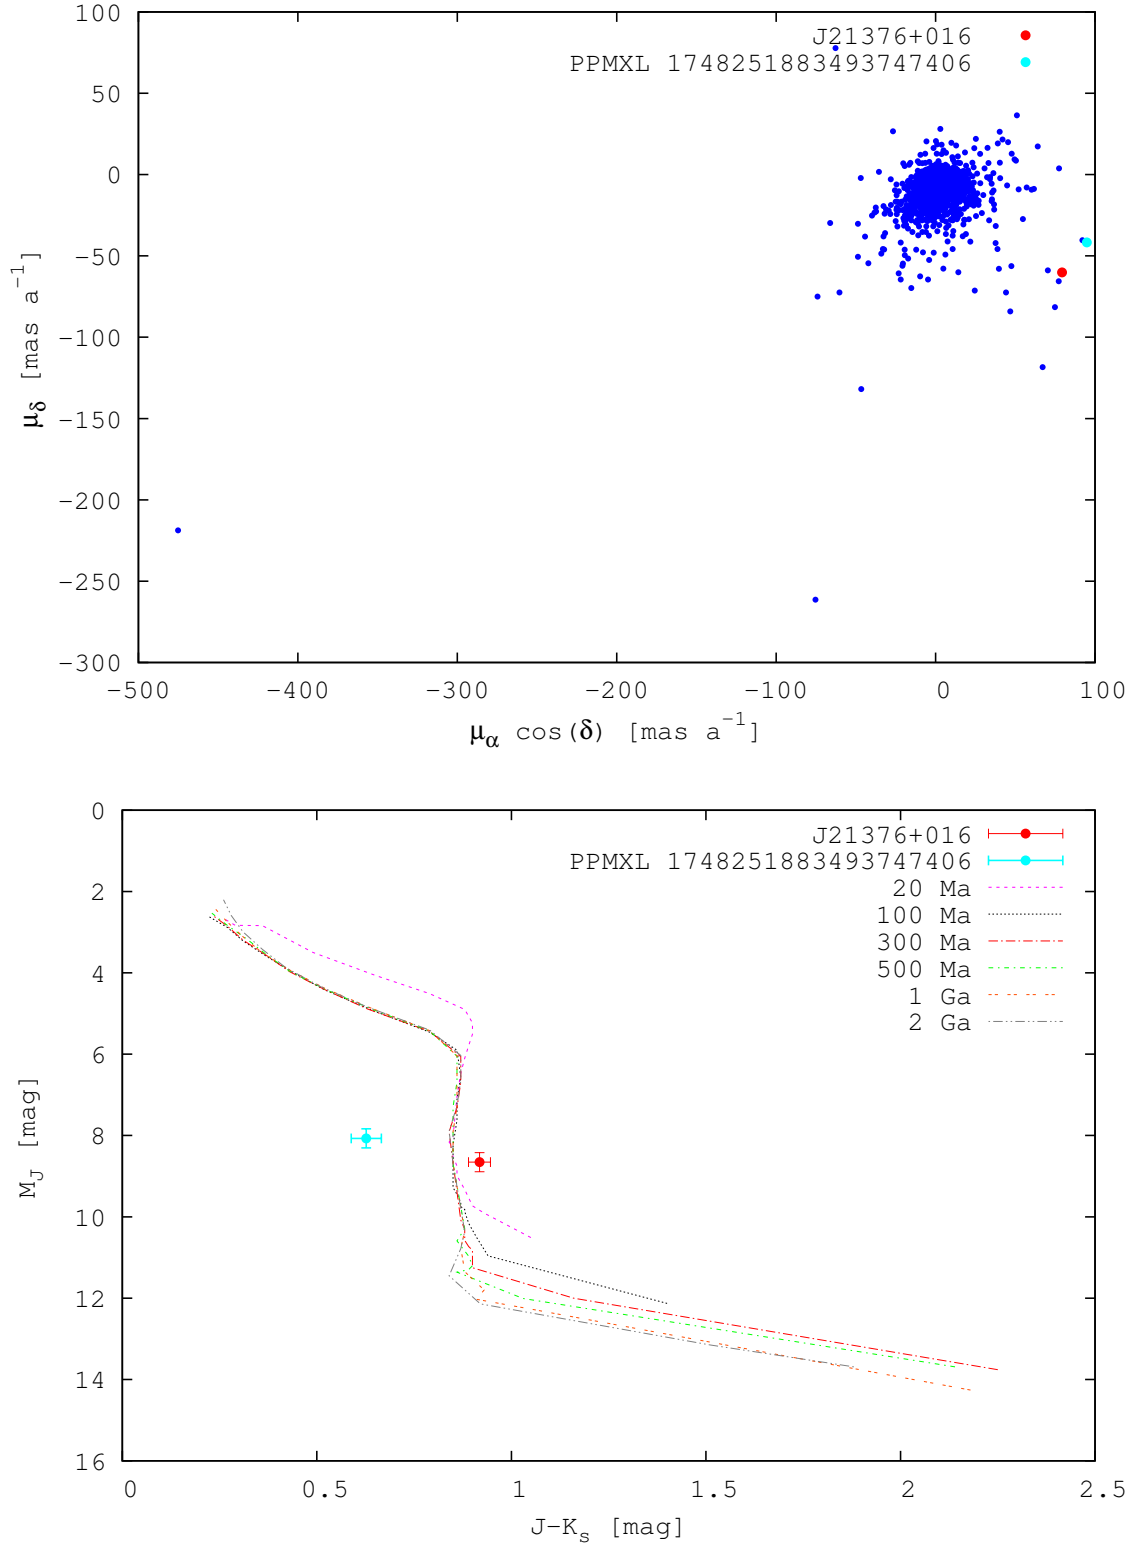 J21376+016
PPMXL 1748251883493747406
100
50
0
−50
−100
−150
−200
−250
−300
μδ [mas a−1]
−500 −400 −300 −200 −100 0 100
μα cos(δ) [mas a−1]
J21376+016
PPMXL 1748251883493747406
20 Ma
100 Ma
300 Ma
500 Ma
1 Ga
2 Ga
0
2
4
6
8
10
12
14
16
MJ [mag]
0 0.5 1 1.5 2 2.5
J−Ks [mag]